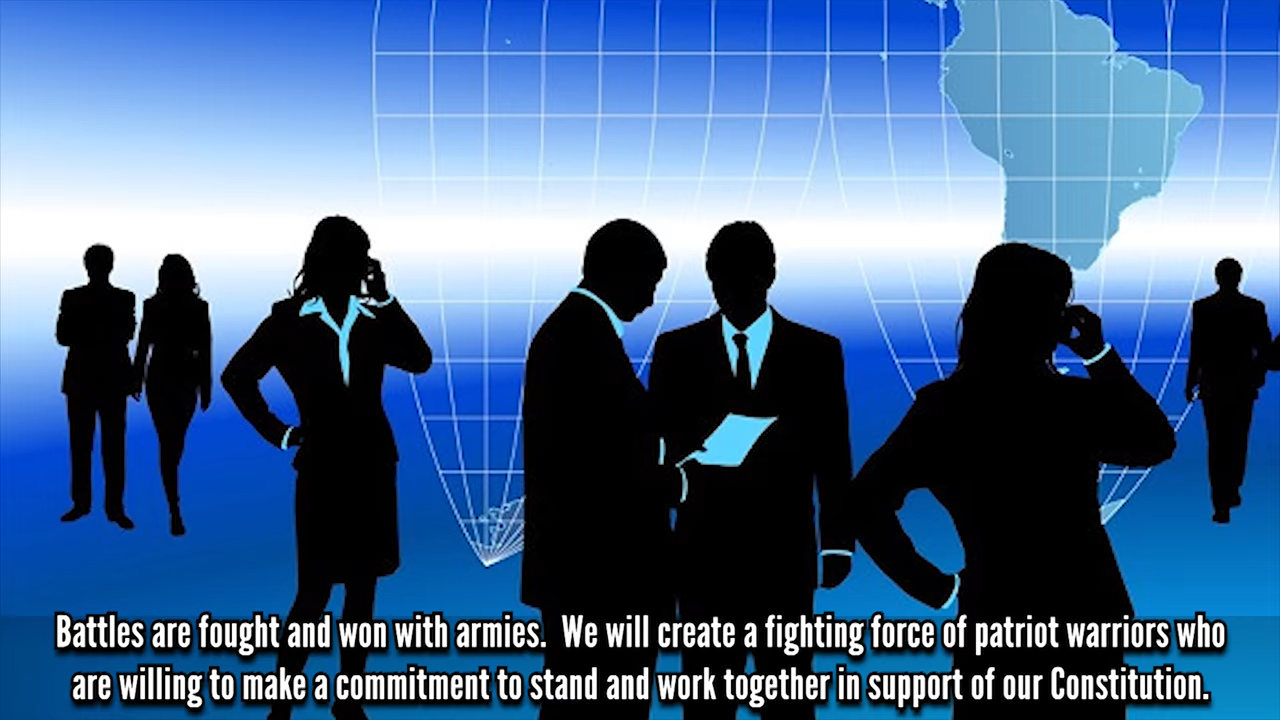 Battles are fought and won with armies.  We will create a fighting force of patriot warriors who
are willing to make a commitment to stand and work together in support of our Constitution.